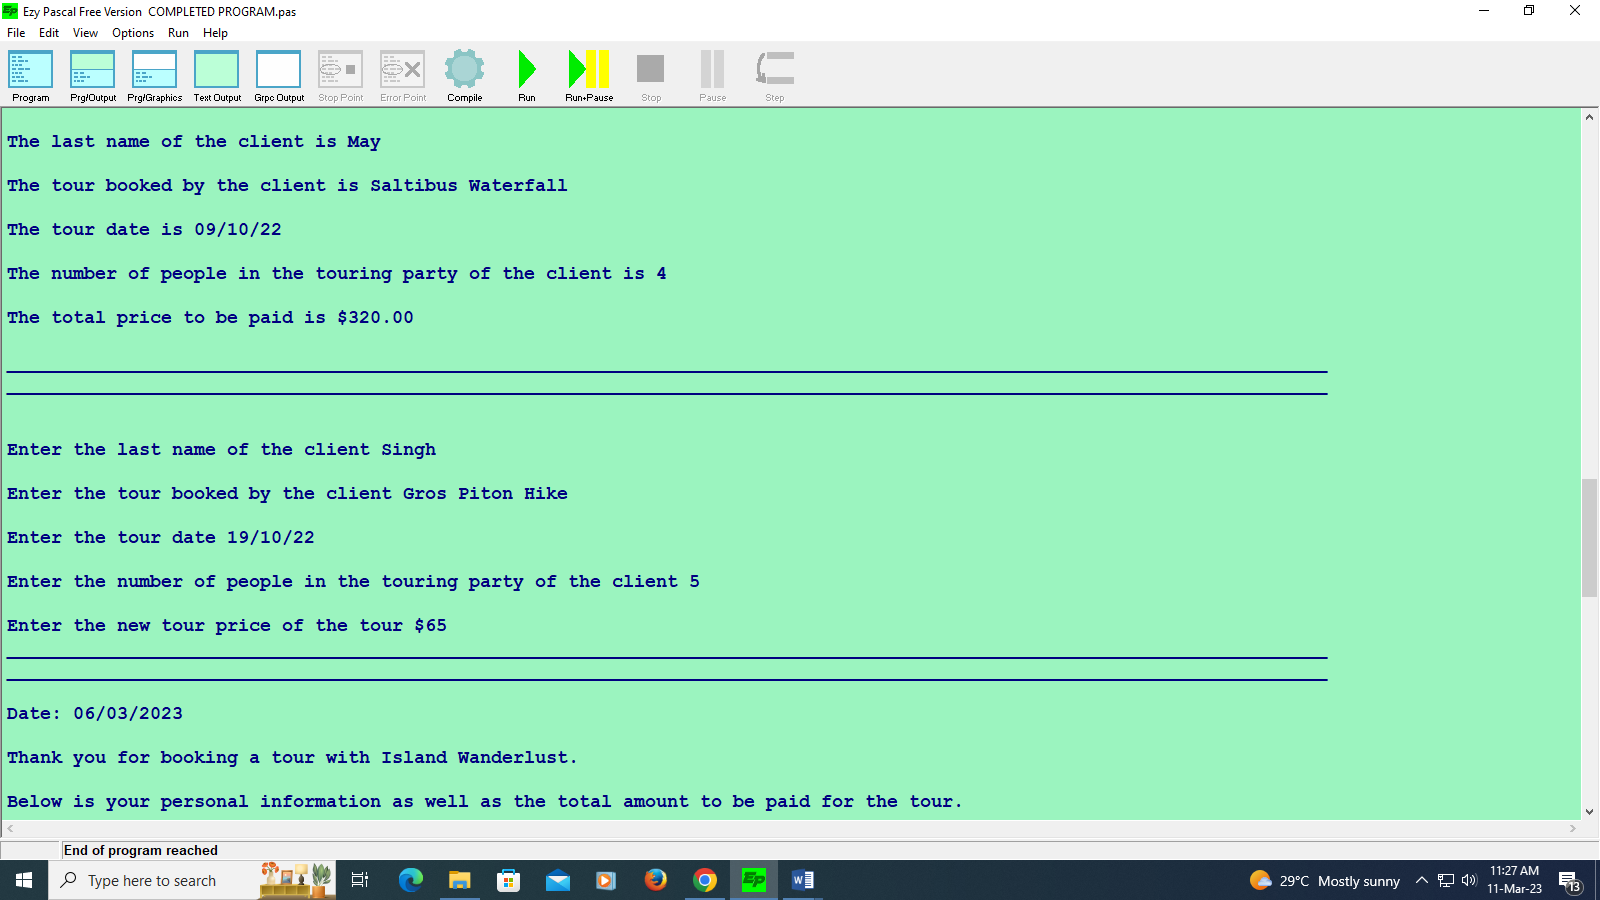 Ezy Pascal Free Version  COMPLETED PROGRAM.pas
File Edit View Options Run Help
Program Prg/Output Prg/Graphics Text Output Grpc Output Stop Point Error Point Compile Run Run+Pause Stop Pause Step
The last name of the client is May
The tour booked by the client is Saltibus Waterfall
The tour date is 09/10/22
The number of people in the touring party of the client is 4
The total price to be paid is $320.00
Enter the last name of the client Singh
Enter the tour booked by the client Gros Piton Hike
Enter the tour date 19/10/22
Enter the number of people in the touring party of the client 5
Enter the new tour price of the tour $65
Date: 06/03/2023
Thank you for booking a tour with Island Wanderlust.
Below is your personal information as well as the total amount to be paid for the tour.
End of program reached
Type here to search
29°C Mostly sunny
11:27 AM
11-Mar-23
13